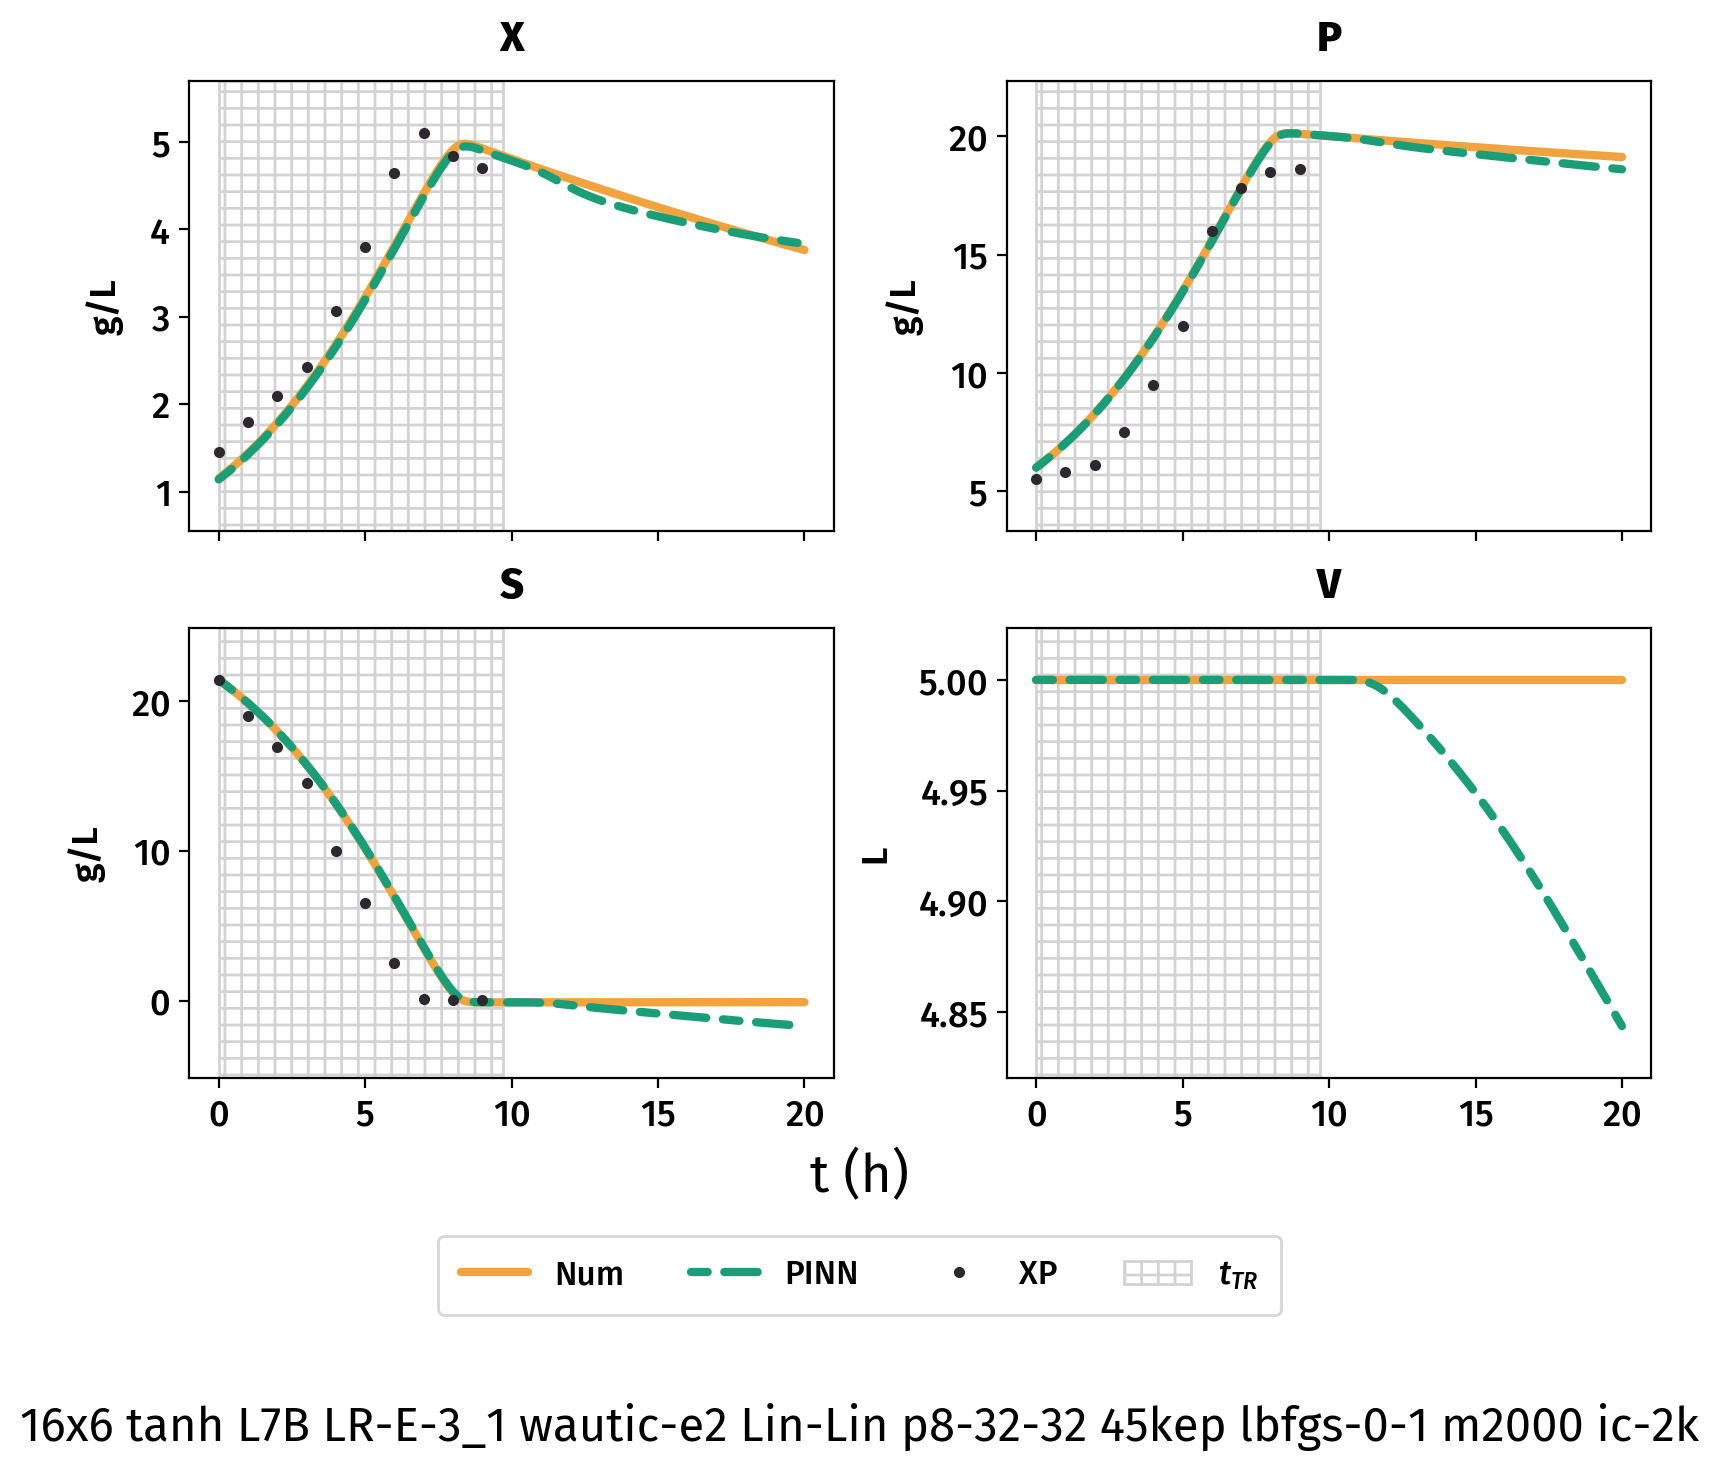 X
P
5
4
3
2
1
g/L
20
15
10
5
g/L
S
V
20
10
0
g/L
5.00
4.95
4.90
4.85
L
0 5 10 15 20
0 5 10 15 20
t (h)
Num PINN XP tTR
16x6 tanh L7B LR-E-3_1 wautic-e2 Lin-Lin p8-32-32 45kep lbfgs-0-1 m2000 ic-2k